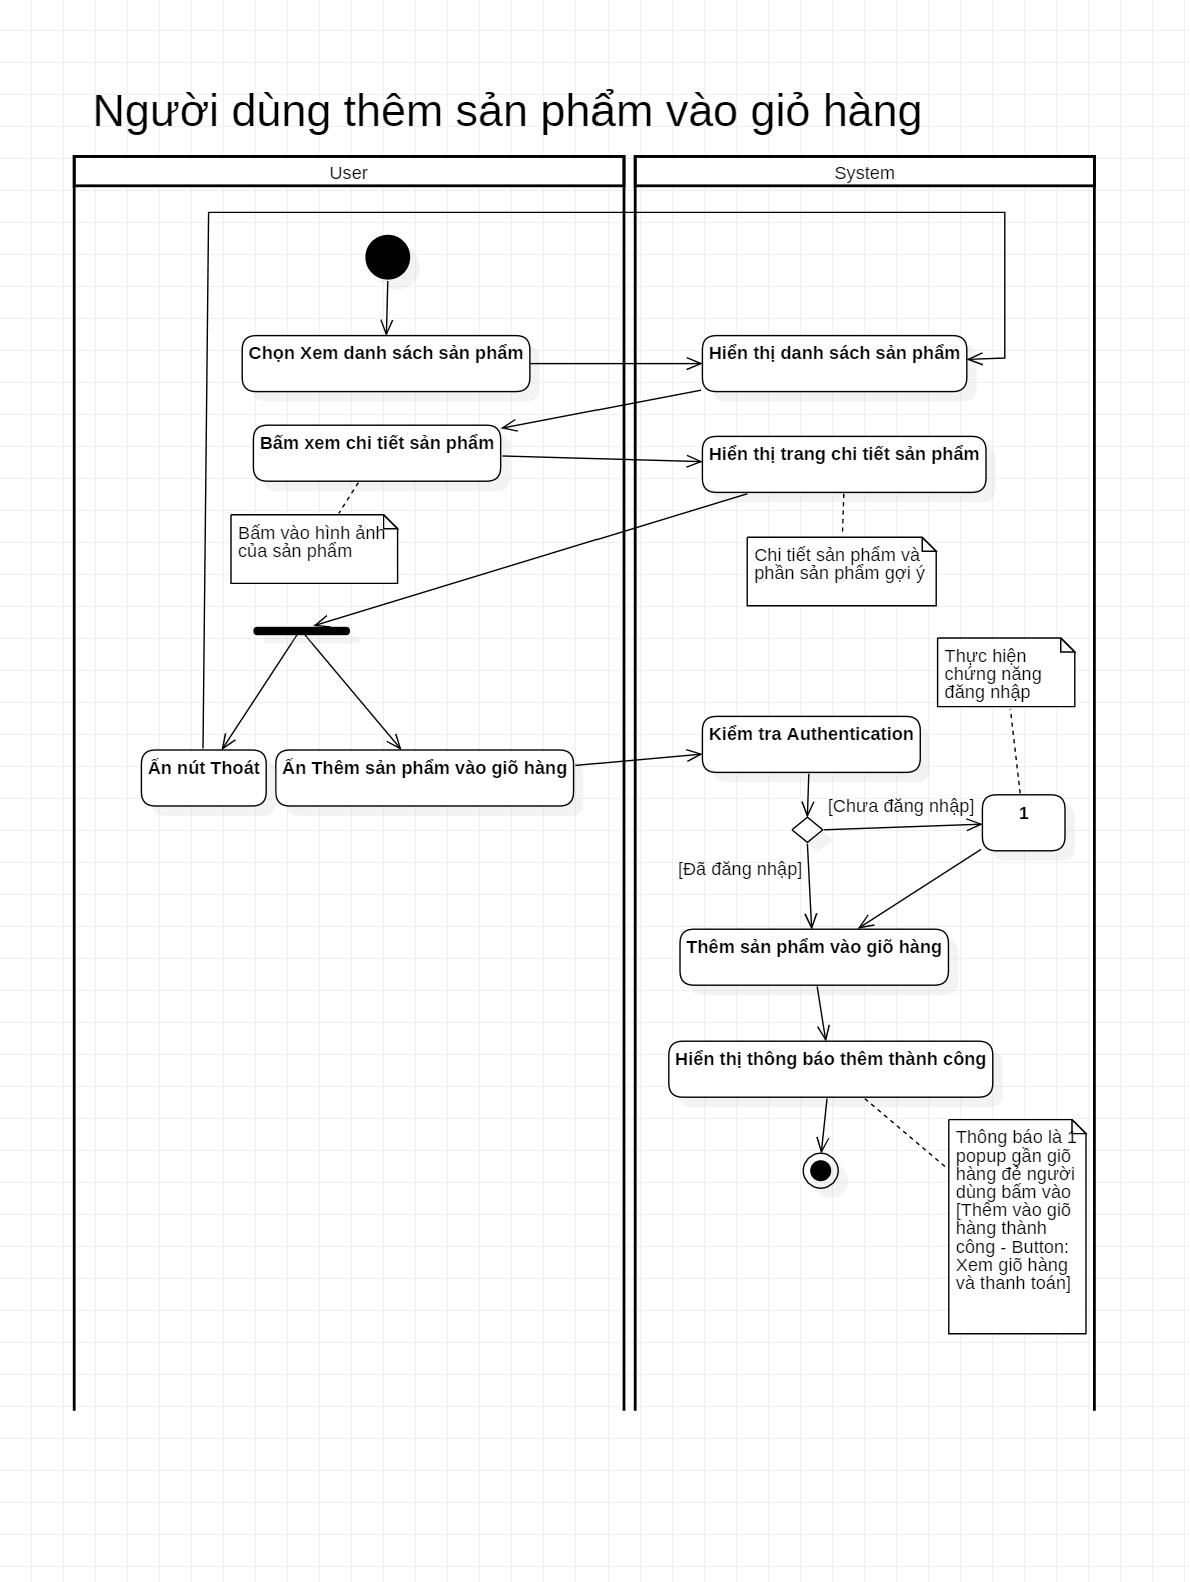 Người dùng thêm sản phẩm vào giỏ hàng
User
System
Chọn Xem danh sách sản phẩm
Hiển thị danh sách sản phẩm
Bấm xem chi tiết sản phẩm
Hiển thị trang chi tiết sản phẩm
Bấm vào hình ảnh
của sản phẩm
Chi tiết sản phẩm và
phần sản phẩm gợi ý
Thực hiện
chứng năng
đăng nhập
Kiểm tra Authentication
Ấn nút Thoát
Ấn Thêm sản phẩm vào giõ hàng
[Chưa đăng nhập]
1
[Đã đăng nhập]
Thêm sản phẩm vào giõ hàng
Hiển thị thông báo thêm thành công
Thông báo là 1
popup gần giõ
hàng để người
dùng bấm vào
[Thêm vào giõ
hàng thành
công - Button:
Xem giõ hàng
và thanh toán]